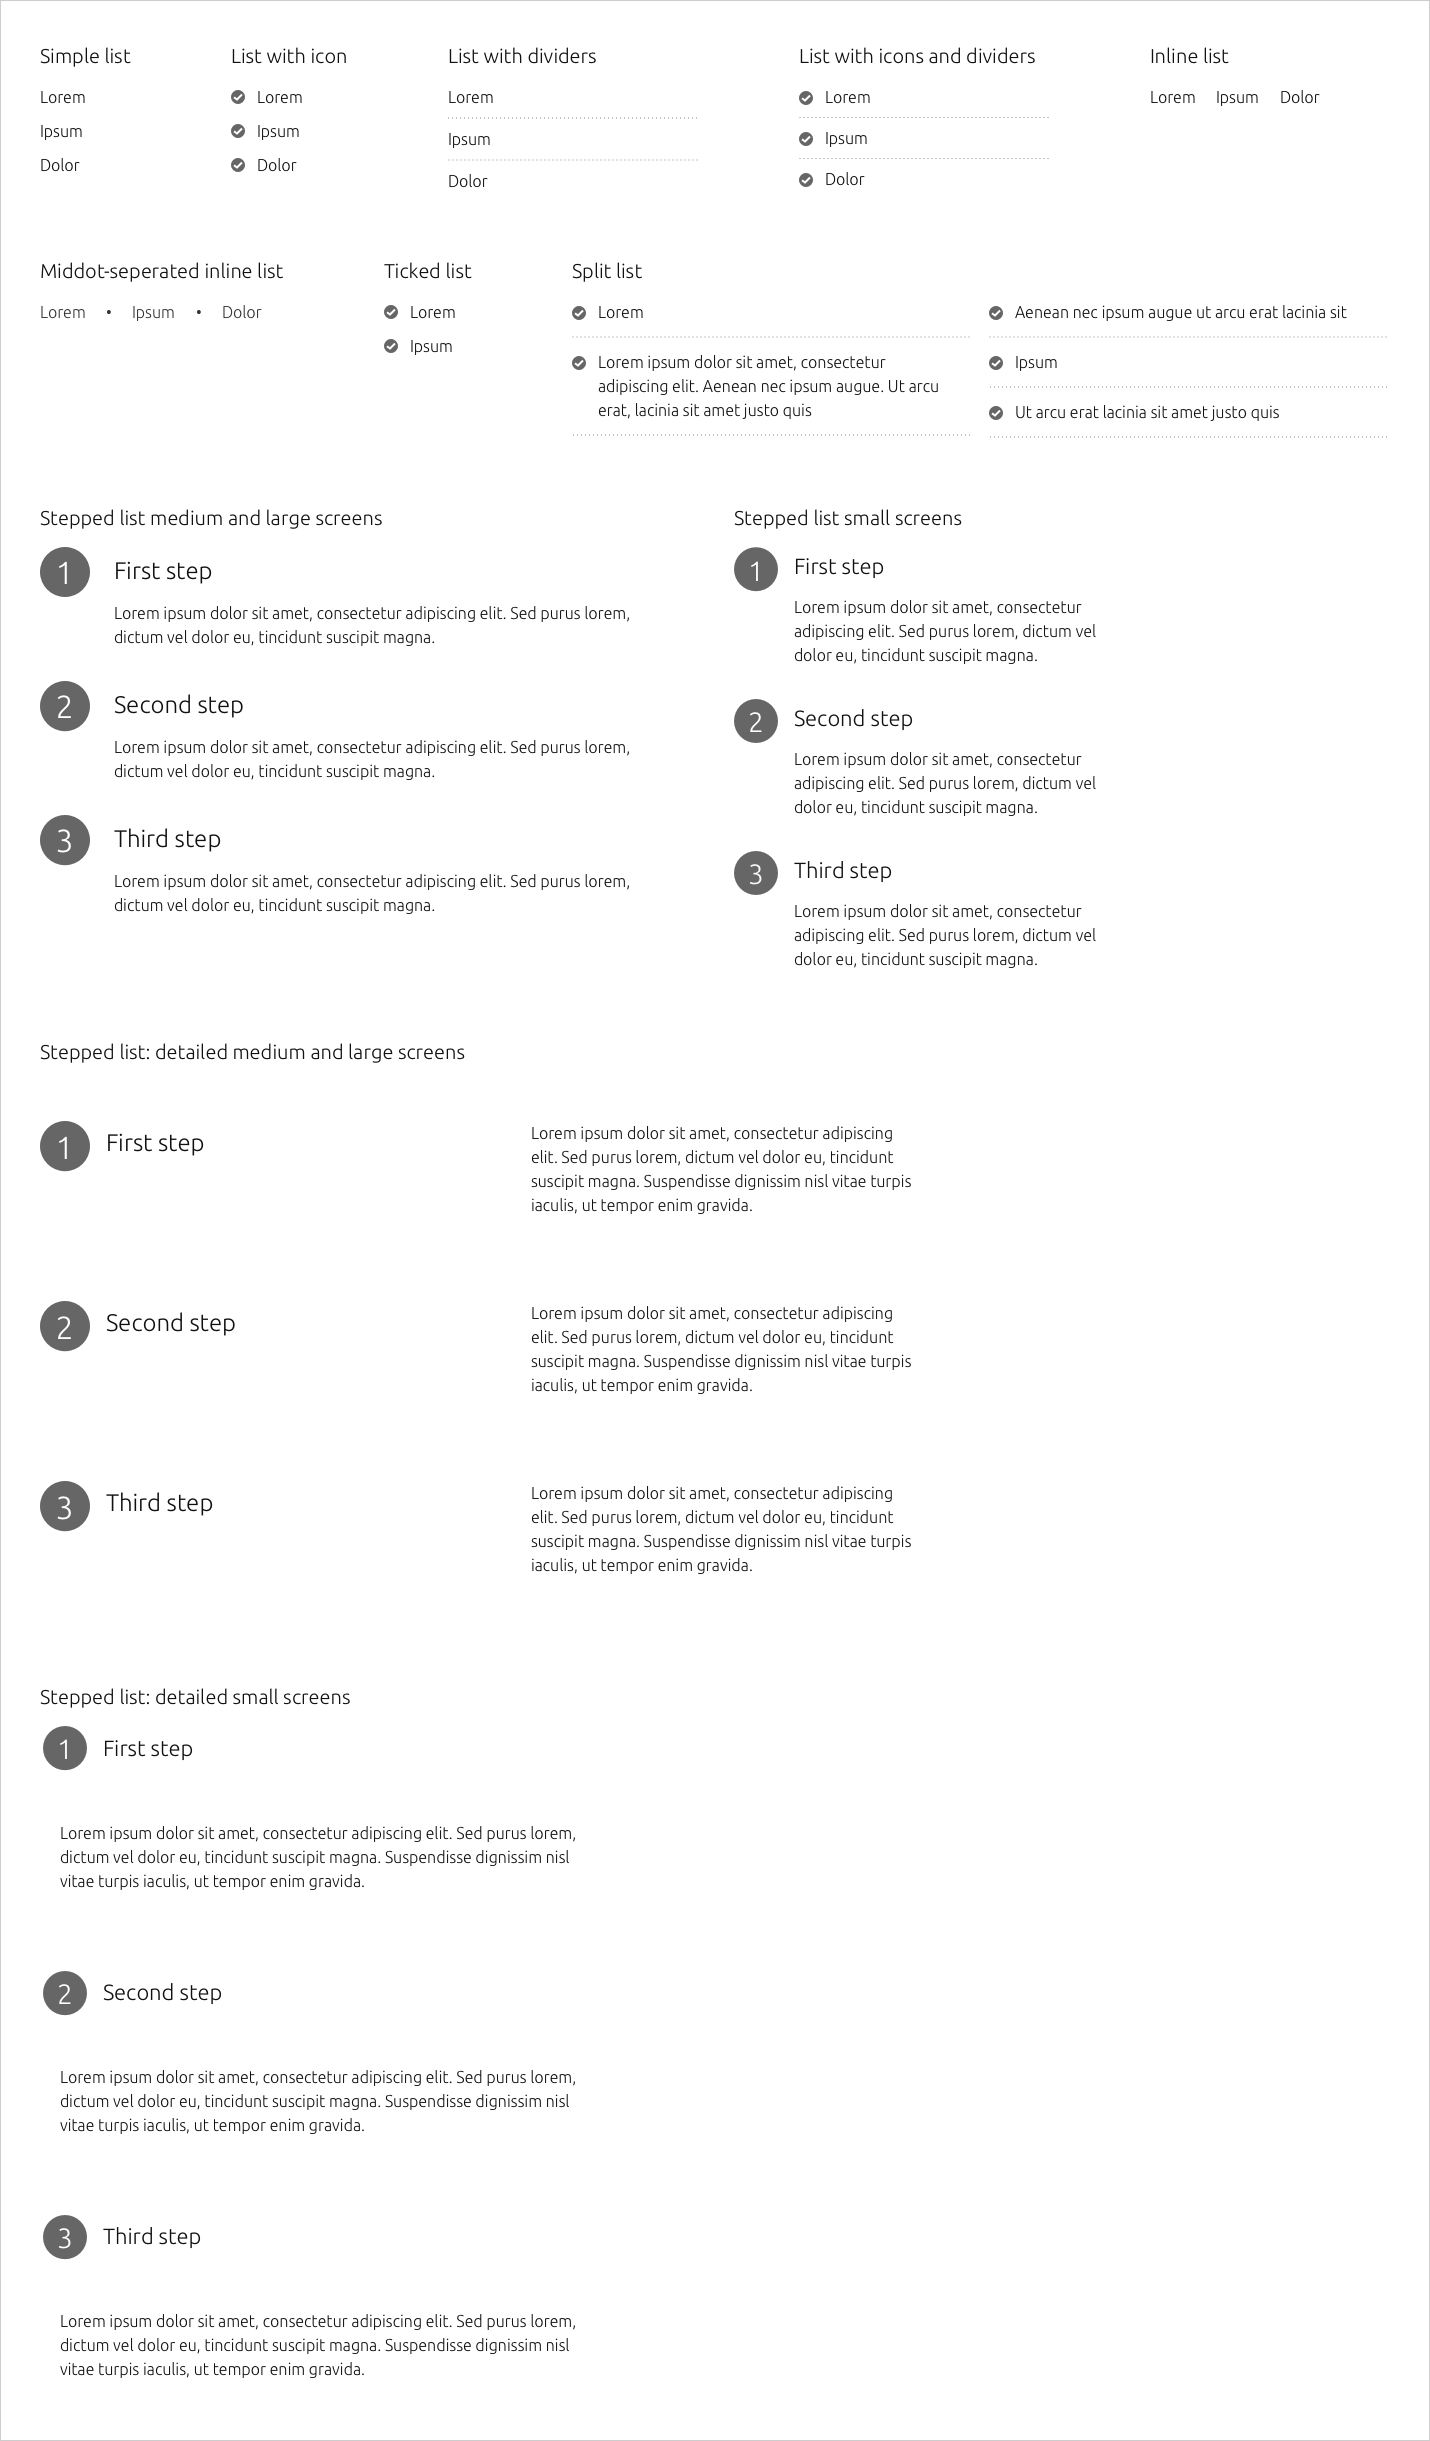 Simple list
Lorem
Ipsum
Dolor
List with icon
Lorem
Ipsum
Dolor
List with dividers
Lorem
Ipsum
Dolor
List with icons and dividers
Lorem
Ipsum
Dolor
Inline list
Lorem Ipsum Dolor
Middot-seperated inline list
Lorem • Ipsum • Dolor
Ticked list
Lorem
Ipsum
Split list
Lorem
Lorem ipsum dolor sit amet, consectetur
adipiscing elit. Aenean nec ipsum augue. Ut arcu
erat, lacinia sit amet justo quis
Aenean nec ipsum augue ut arcu erat lacinia sit
Ipsum
Ut arcu erat lacinia sit amet justo quis
Stepped list medium and large screens
1 First step
Lorem ipsum dolor sit amet, consectetur adipiscing elit. Sed purus lorem,
dictum vel dolor eu, tincidunt suscipit magna.
2 Second step
Lorem ipsum dolor sit amet, consectetur adipiscing elit. Sed purus lorem,
dictum vel dolor eu, tincidunt suscipit magna.
3 Third step
Lorem ipsum dolor sit amet, consectetur adipiscing elit. Sed purus lorem,
dictum vel dolor eu, tincidunt suscipit magna.
Stepped list small screens
1 First step
Lorem ipsum dolor sit amet, consectetur
adipiscing elit. Sed purus lorem, dictum vel
dolor eu, tincidunt suscipit magna.
2 Second step
Lorem ipsum dolor sit amet, consectetur
adipiscing elit. Sed purus lorem, dictum vel
dolor eu, tincidunt suscipit magna.
3 Third step
Lorem ipsum dolor sit amet, consectetur
adipiscing elit. Sed purus lorem, dictum vel
dolor eu, tincidunt suscipit magna.
Stepped list: detailed medium and large screens
1 First step
Lorem ipsum dolor sit amet, consectetur adipiscing
elit. Sed purus lorem, dictum vel dolor eu, tincidunt
suscipit magna. Suspendisse dignissim nisl vitae turpis
iaculis, ut tempor enim gravida.
2 Second step
Lorem ipsum dolor sit amet, consectetur adipiscing
elit. Sed purus lorem, dictum vel dolor eu, tincidunt
suscipit magna. Suspendisse dignissim nisl vitae turpis
iaculis, ut tempor enim gravida.
3 Third step
Lorem ipsum dolor sit amet, consectetur adipiscing
elit. Sed purus lorem, dictum vel dolor eu, tincidunt
suscipit magna. Suspendisse dignissim nisl vitae turpis
iaculis, ut tempor enim gravida.
Stepped list: detailed small screens
1 First step
Lorem ipsum dolor sit amet, consectetur adipiscing elit. Sed purus lorem,
dictum vel dolor eu, tincidunt suscipit magna. Suspendisse dignissim nisl
vitae turpis iaculis, ut tempor enim gravida.
2 Second step
Lorem ipsum dolor sit amet, consectetur adipiscing elit. Sed purus lorem,
dictum vel dolor eu, tincidunt suscipit magna. Suspendisse dignissim nisl
vitae turpis iaculis, ut tempor enim gravida.
3 Third step
Lorem ipsum dolor sit amet, consectetur adipiscing elit. Sed purus lorem,
dictum vel dolor eu, tincidunt suscipit magna. Suspendisse dignissim nisl
vitae turpis iaculis, ut tempor enim gravida.